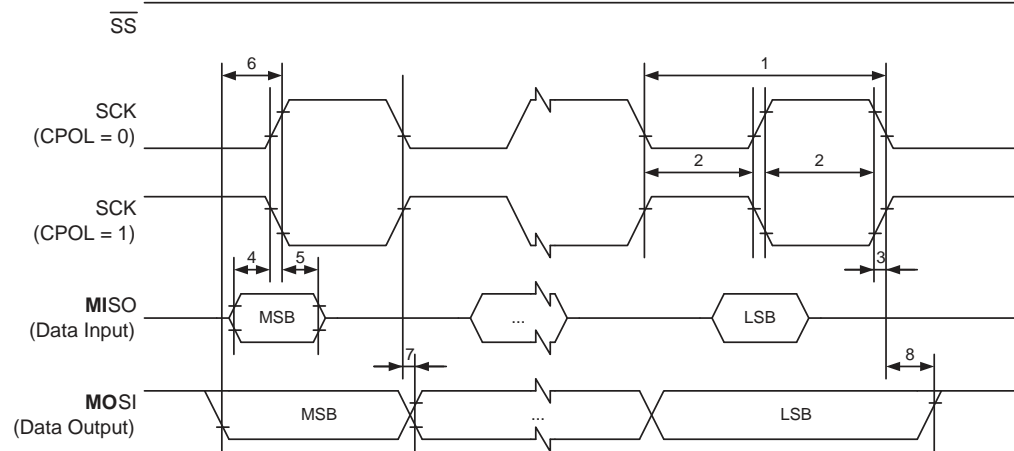 SS
6
1
SCK
(CPOL = 0)
2
2
SCK
(CPOL = 1)
4
5
3
MISO
(Data Input)
MSB
...
LSB
7
8
MOSI
(Data Output)
MSB
...
LSB